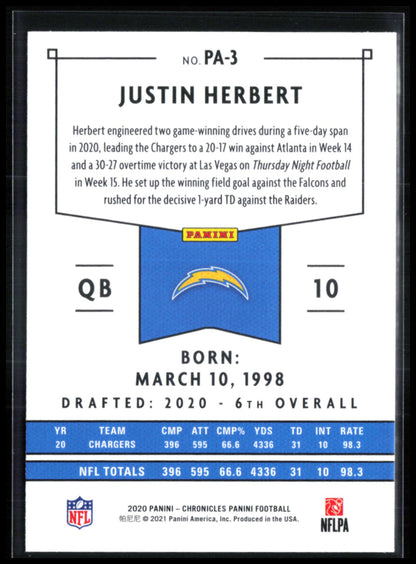 NO. PA-3
JUSTIN HERBERT
Herbert engineered two game-winning drives during a five-day span
in 2020, leading the Chargers to a 20-17 win against Atlanta in Week 14
and a 30-27 overtime victory at Las Vegas on Thursday Night Football
in Week 15. He set up the winning field goal against the Falcons and
rushed for the decisive 1-yard TD against the Raiders.
PANINI
QB 10
BORN:
MARCH 10, 1998
DRAFTED: 2020 - 6TH OVERALL
YR TEAM CMP ATT CMP% YDS TD INT RATE
20 CHARGERS 396 595 66.6 4336 31 10 98.3
NFL TOTALS 396 595 66.6 4336 31 10 98.3
2020 PANINI – CHRONICLES PANINI FOOTBALL
帕尼尼 © 2021 Panini America, Inc. Produced in the USA.
NFL
NFLPA